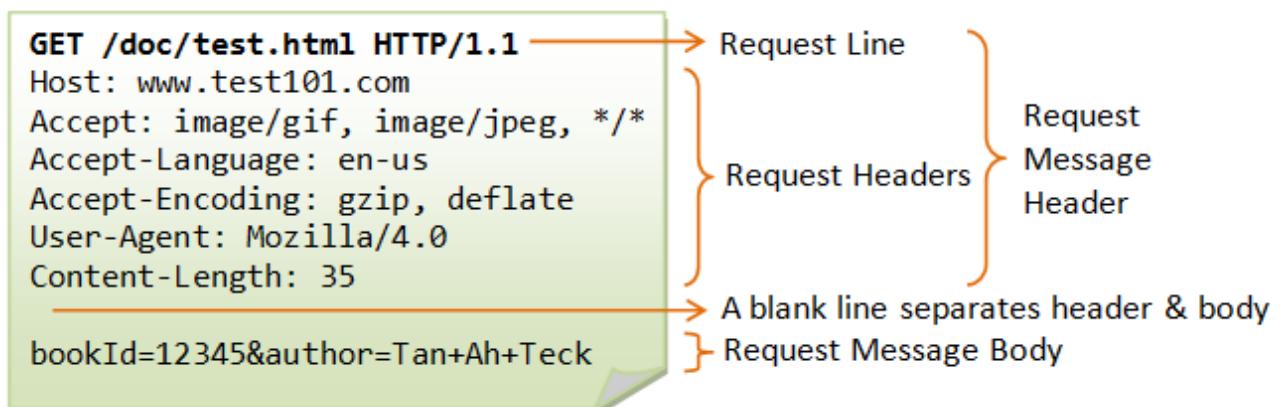 GET /doc/test.html HTTP/1.1
Request Line
Host: www.test101.com
Accept: image/gif, image/jpeg, */*
Accept-Language: en-us
Accept-Encoding: gzip, deflate
User-Agent: Mozilla/4.0
Content-Length: 35
Request Headers
Request
Message
Header
A blank line separates header & body
bookId=12345&author=Tan+Ah+Teck
Request Message Body